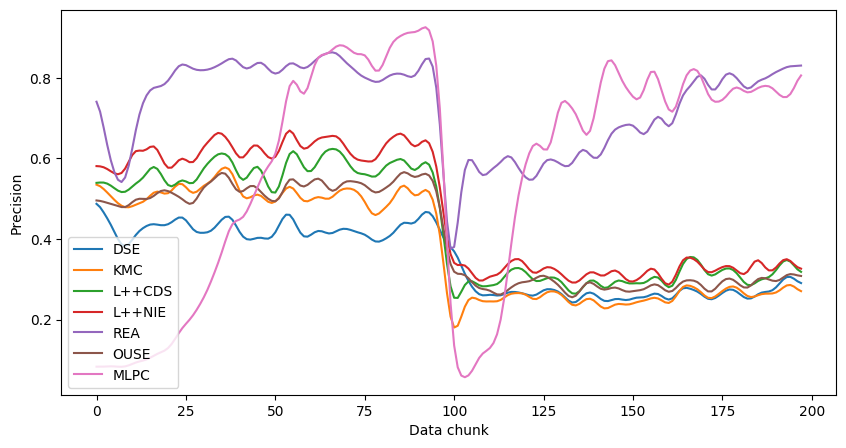 Precision
0.8
0.6
0.4
0.2
DSE
KMC
L++CDS
L++NIE
REA
OUSE
MLPC
0 25 50 75 100 125 150 175 200
Data chunk